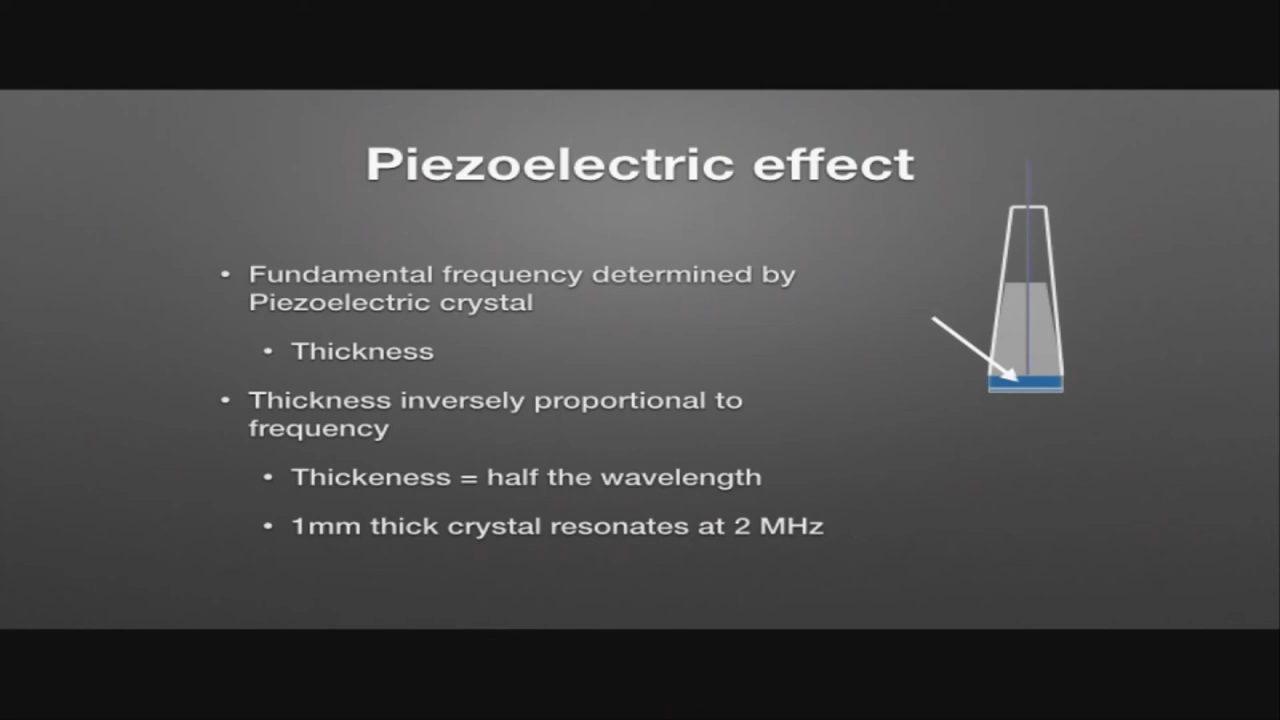 Piezoelectric effect
• Fundamental frequency determined by
Piezoelectric crystal
• Thickness
• Thickness inversely proportional to
frequency
• Thickeness = half the wavelength
• 1mm thick crystal resonates at 2 MHz